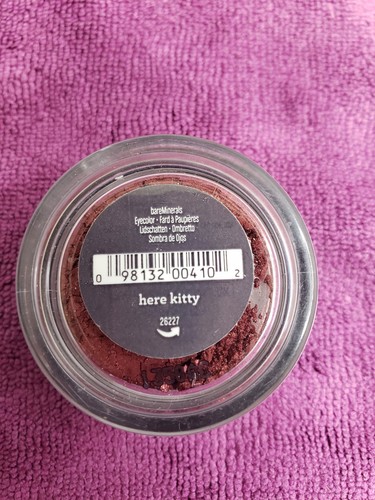 bareMinerals
Eyecolor • Fard à Paupières
Lidschatten • Ombretto
Sombra de Ojos
0 98132 00410 2
here kitty
26227